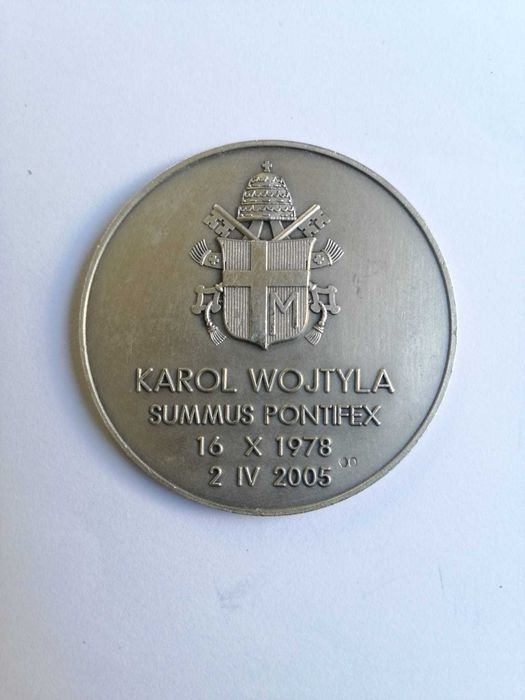 M
KAROL WOJTYLA
SUMMUS PONTIFEX
16 X 1978
2 IV 2005